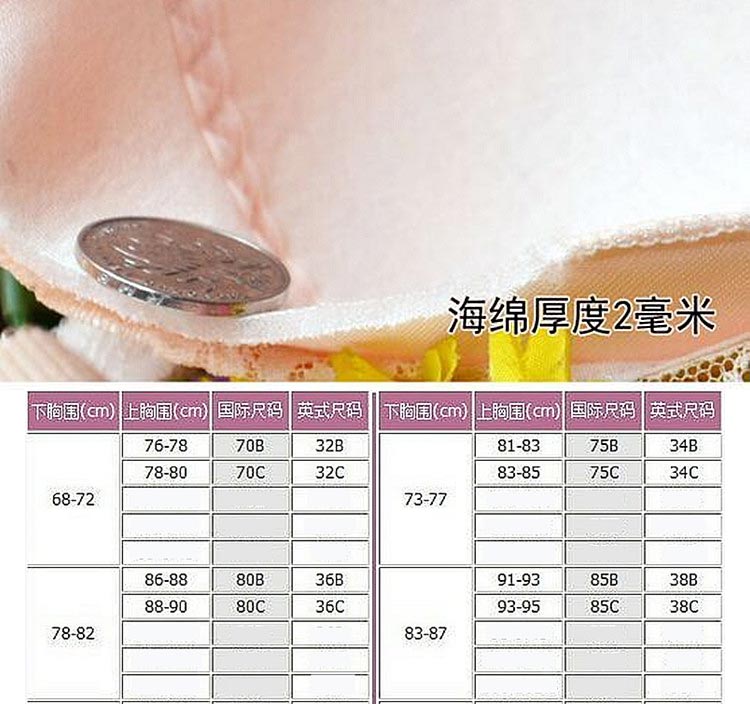 海绵厚度2毫米
下胸围(cm) 上胸围(cm) 国际尺码 英式尺码 下胸围(cm) 上胸围(cm) 国际尺码 英式尺码
76-78 70B 32B 81-83 75B 34B
78-80 70C 32C 83-85 75C 34C
68-72 73-77
86-88 80B 36B 91-93 85B 38B
88-90 80C 36C 93-95 85C 38C
78-82 83-87